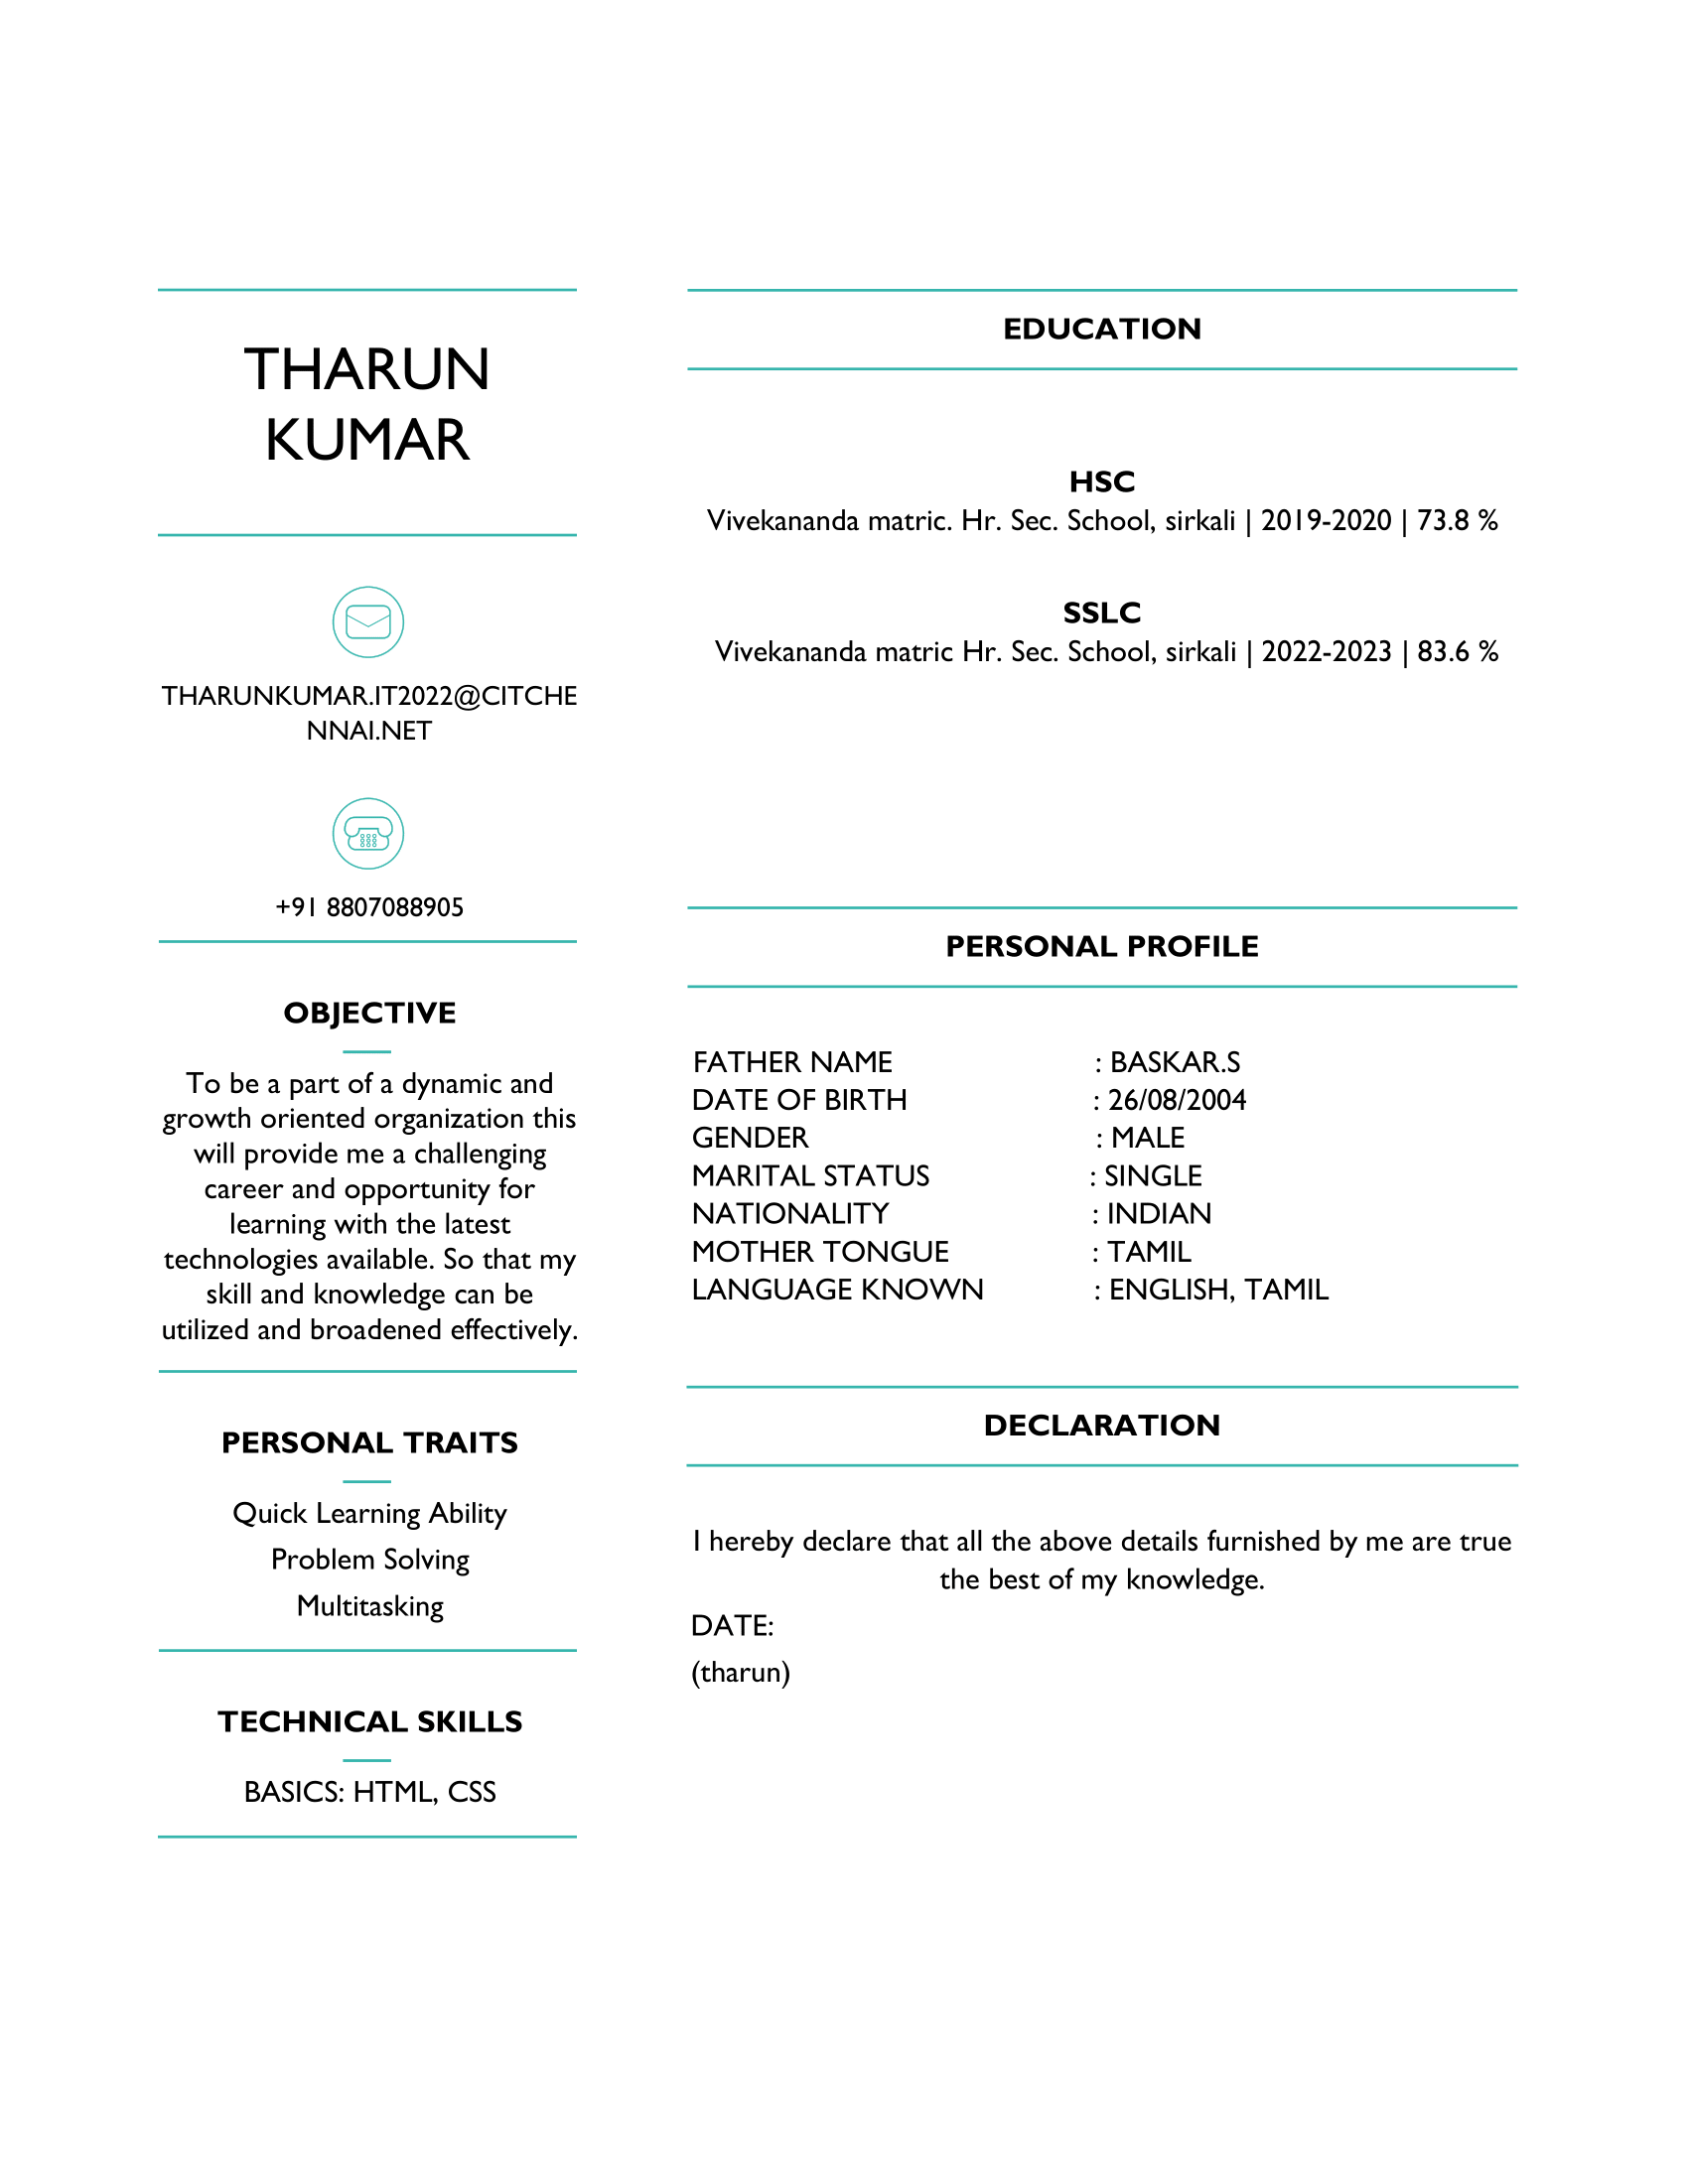 THARUN
KUMAR
THARUNKUMAR.IT2022@CITCHE
NNAI.NET
+91 8807088905
OBJECTIVE
To be a part of a dynamic and
growth oriented organization this
will provide me a challenging
career and opportunity for
learning with the latest
technologies available. So that my
skill and knowledge can be
utilized and broadened effectively.
PERSONAL TRAITS
Quick Learning Ability
Problem Solving
Multitasking
TECHNICAL SKILLS
BASICS: HTML, CSS
EDUCATION
HSC
Vivekananda matric. Hr. Sec. School, sirkali | 2019-2020 | 73.8 %
SSLC
Vivekananda matric Hr. Sec. School, sirkali | 2022-2023 | 83.6 %
PERSONAL PROFILE
FATHER NAME : BASKAR.S
DATE OF BIRTH : 26/08/2004
GENDER : MALE
MARITAL STATUS : SINGLE
NATIONALITY : INDIAN
MOTHER TONGUE : TAMIL
LANGUAGE KNOWN : ENGLISH, TAMIL
DECLARATION
I hereby declare that all the above details furnished by me are true
the best of my knowledge.
DATE:
(tharun)